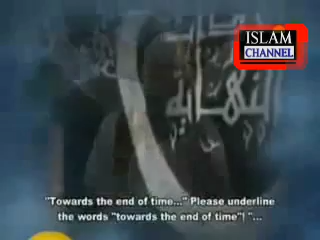 ISLAM
CHANNEL
النهاية
"Towards the end of time..." Please underline
the words "towards the end of time"| "...